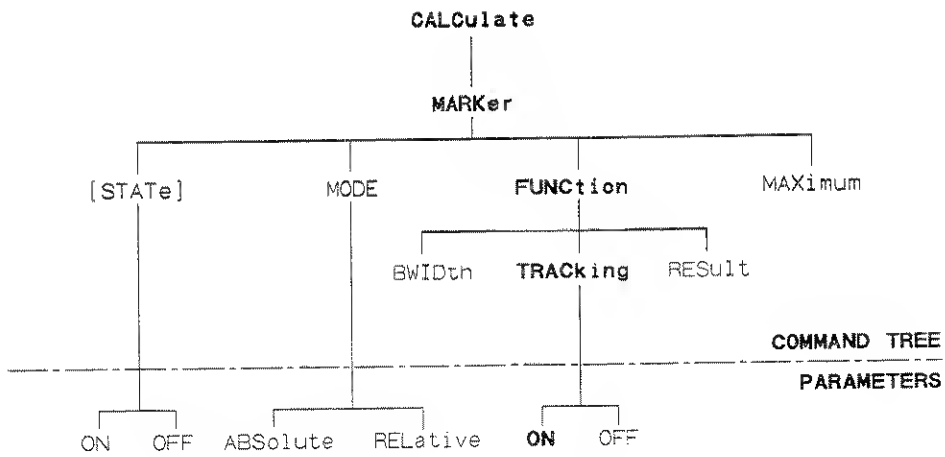 CALCulate
MARKer
[STATe] MODE FUNCtion MAXimum
BWIDth TRACking RESult
COMMAND TREE
PARAMETERS
ON OFF ABSolute RELative ON OFF